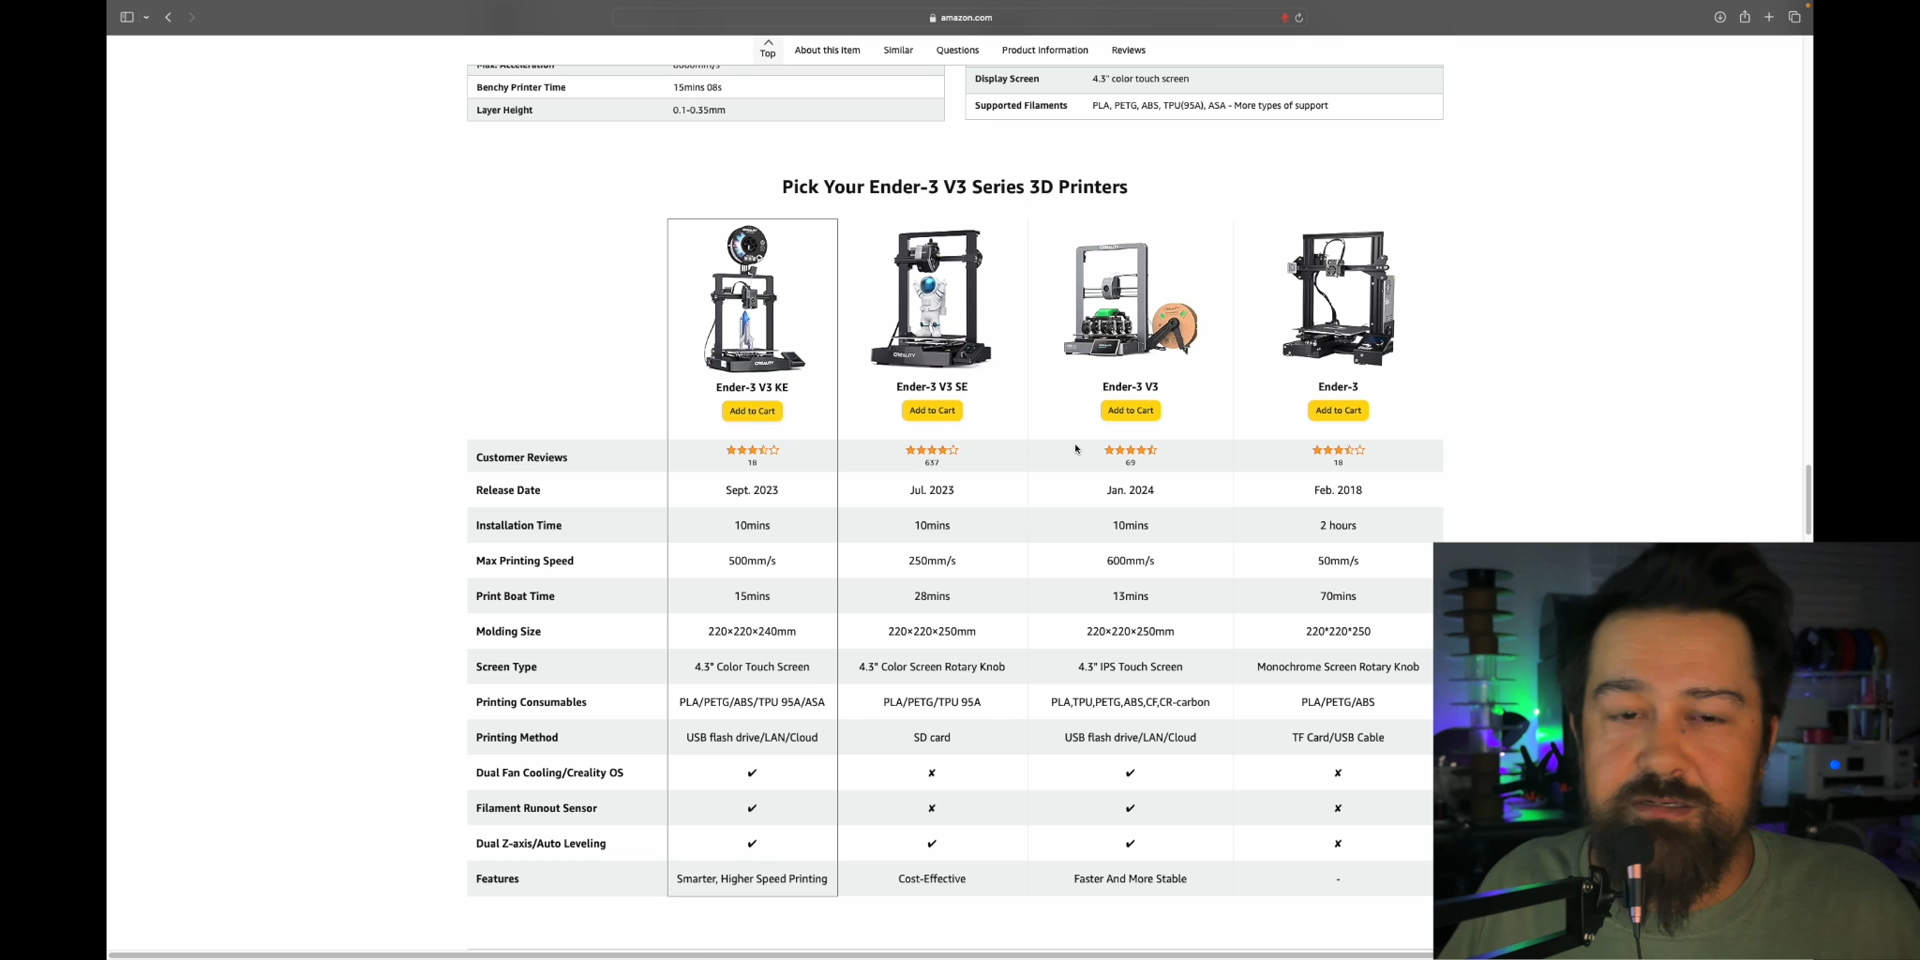 amazon.com
Top
About this Item
Similar
Questions
Product Information
Reviews
Max. Acceleration 8000mm/s
Benchy Printer Time 15mins 08s
Layer Height 0.1-0.35mm
Display Screen 4.3" color touch screen
Supported Filaments PLA, PETG, ABS, TPU(95A), ASA - More types of support
Pick Your Ender-3 V3 Series 3D Printers
CREALITY
CREALITY
CREALITY
Ender-3 V3 KE Ender-3 V3 SE Ender-3 V3 Ender-3
Add to Cart Add to Cart Add to Cart Add to Cart
Customer Reviews 18 637 69 18
Release Date Sept. 2023 Jul. 2023 Jan. 2024 Feb. 2018
Installation Time 10mins 10mins 10mins 2 hours
Max Printing Speed 500mm/s 250mm/s 600mm/s 50mm/s
Print Boat Time 15mins 28mins 13mins 70mins
Molding Size 220×220×240mm 220×220×250mm 220×220×250mm 220*220*250
Screen Type 4.3" Color Touch Screen 4.3" Color Screen Rotary Knob 4.3" IPS Touch Screen Monochrome Screen Rotary Knob
Printing Consumables PLA/PETG/ABS/TPU 95A/ASA PLA/PETG/TPU 95A PLA,TPU,PETG,ABS,CF,CR-carbon PLA/PETG/ABS
Printing Method USB flash drive/LAN/Cloud SD card USB flash drive/LAN/Cloud TF Card/USB Cable
Dual Fan Cooling/Creality OS ✔ ✘ ✔ ✘
Filament Runout Sensor ✔ ✘ ✔ ✘
Dual Z-axis/Auto Leveling ✔ ✔ ✔ ✘
Features Smarter, Higher Speed Printing Cost-Effective Faster And More Stable -